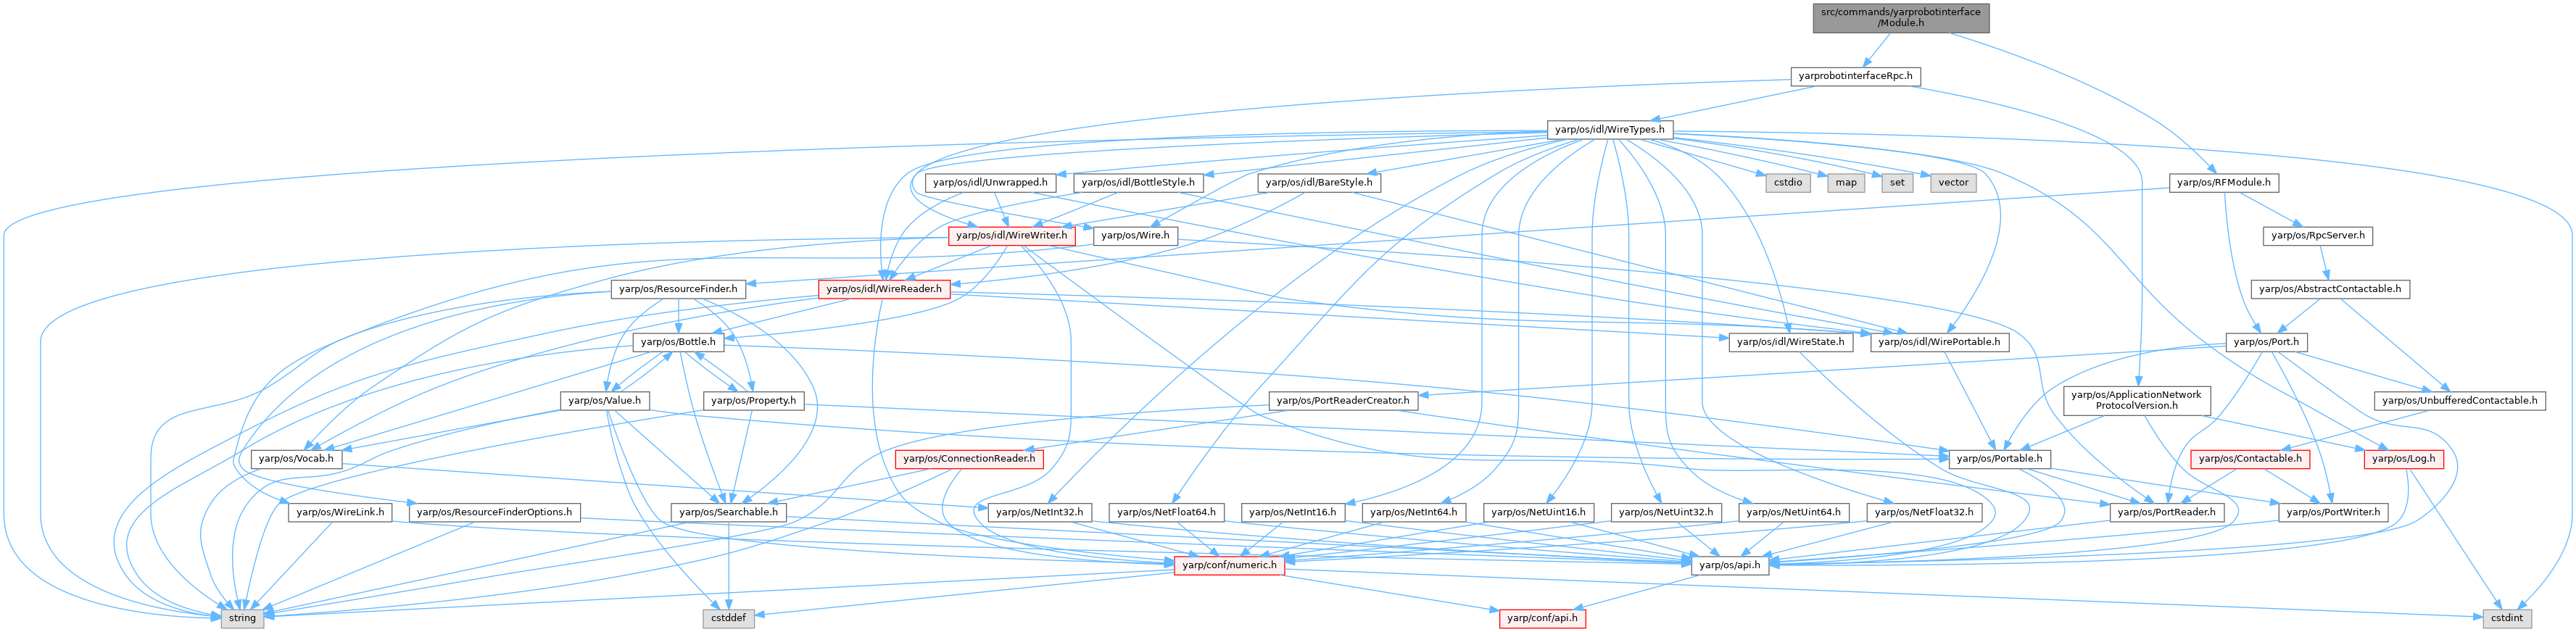 src/commands/yarprobotinterface
/Module.h
yarprobotinterfaceRpc.h
yarp/os/idl/WireTypes.h
yarp/os/idl/Unwrapped.h
yarp/os/idl/BottleStyle.h
yarp/os/idl/BareStyle.h
cstdio
map
set
vector
yarp/os/RFModule.h
yarp/os/idl/WireWriter.h
yarp/os/Wire.h
yarp/os/RpcServer.h
yarp/os/ResourceFinder.h
yarp/os/idl/WireReader.h
yarp/os/AbstractContactable.h
yarp/os/Bottle.h
yarp/os/idl/WireState.h
yarp/os/idl/WirePortable.h
yarp/os/Port.h
yarp/os/Value.h
yarp/os/Property.h
yarp/os/PortReaderCreator.h
yarp/os/ApplicationNetwork
ProtocolVersion.h
yarp/os/UnbufferedContactable.h
yarp/os/Vocab.h
yarp/os/ConnectionReader.h
yarp/os/Portable.h
yarp/os/Contactable.h
yarp/os/Log.h
yarp/os/WireLink.h
yarp/os/ResourceFinderOptions.h
yarp/os/Searchable.h
yarp/os/NetInt32.h
yarp/os/NetFloat64.h
yarp/os/NetInt16.h
yarp/os/NetInt64.h
yarp/os/NetUint16.h
yarp/os/NetUint32.h
yarp/os/NetUint64.h
yarp/os/NetFloat32.h
yarp/os/PortReader.h
yarp/os/PortWriter.h
yarp/conf/numeric.h
yarp/os/api.h
string
cstddef
yarp/conf/api.h
cstdint